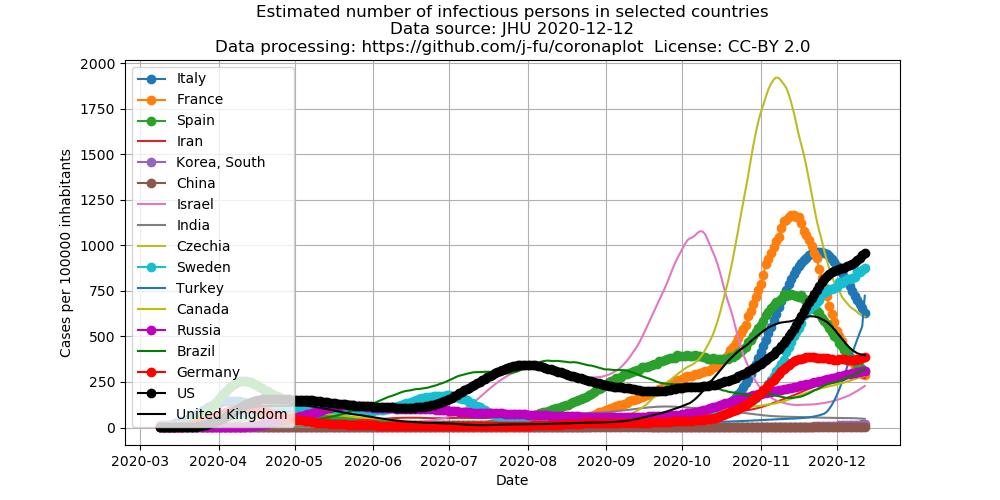 Estimated number of infectious persons in selected countries
Data source: JHU 2020-12-12
Data processing: https://github.com/j-fu/coronaplot License: CC-BY 2.0
Cases per 100000 inhabitants
2000
1750
1500
1250
1000
750
500
250
0
Italy
France
Spain
Iran
Korea, South
China
Israel
India
Czechia
Sweden
Turkey
Canada
Russia
Brazil
Germany
US
United Kingdom
2020-03 2020-04 2020-05 2020-06 2020-07 2020-08 2020-09 2020-10 2020-11 2020-12
Date